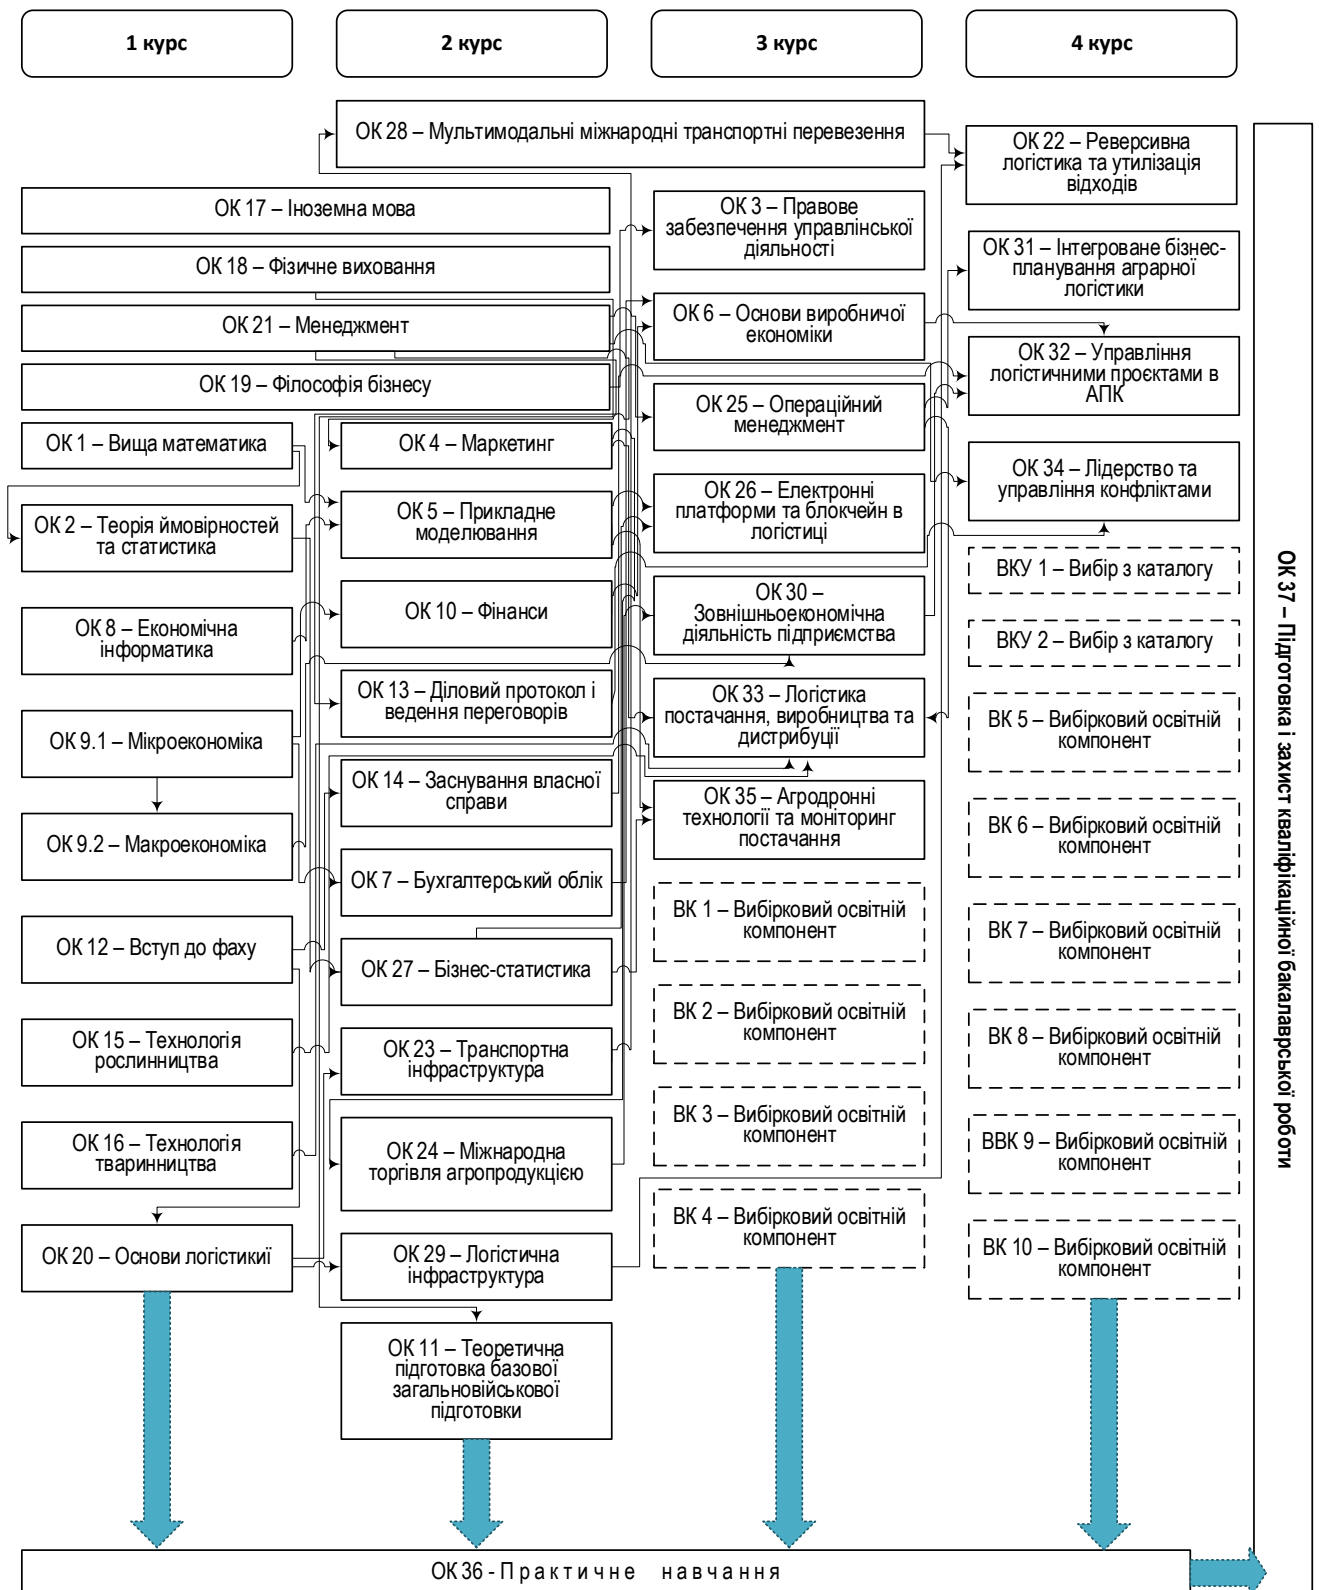 1 курс
2 курс
3 курс
4 курс
ОК 28 – Мультимодальні міжнародні транспортні перевезення
ОК 22 – Реверсивна
логістика та утилізація
відходів
ОК 17 – Іноземна мова
ОК 3 – Правове
забезпечення управлінської
діяльності
ОК 18 – Фізичне виховання
ОК 31 – Інтегроване бізнес-
планування аграрної
логістики
ОК 21 – Менеджмент
ОК 6 – Основи виробничої
економіки
ОК 32 – Управління
логістичними проєктами в
АПК
ОК 19 – Філософія бізнесу
ОК 25 – Операційний
менеджмент
ОК 1 – Вища математика
ОК 4 – Маркетинг
ОК 34 – Лідерство та
управління конфліктами
ОК 2 – Теорія ймовірностей
та статистика
ОК 5 – Прикладне
моделювання
ОК 26 – Електронні
платформи та блокчейн в
логістиці
ВКУ 1 – Вибір з каталогу
ОК 8 – Економічна
інформатика
ОК 10 – Фінанси
ОК 30 –
Зовнішньоекономічна
діяльність підприємства
ВКУ 2 – Вибір з каталогу
ОК 9.1 – Мікроекономіка
ОК 13 – Діловий протокол і
ведення переговорів
ОК 33 – Логістика
постачання, виробництва та
дистрибуції
ВК 5 – Вибірковий освітній
компонент
ОК 9.2 – Макроекономіка
ОК 14 – Заснування власної
справи
ОК 35 – Агродронні
технології та моніторинг
постачання
ВК 6 – Вибірковий освітній
компонент
ОК 7 – Бухгалтерський облік
ВК 1 – Вибірковий освітній
компонент
ВК 7 – Вибірковий освітній
компонент
ОК 12 – Вступ до фаху
ОК 27 – Бізнес-статистика
ВК 2 – Вибірковий освітній
компонент
ВК 8 – Вибірковий освітній
компонент
ОК 15 – Технологія
рослинництва
ОК 23 – Транспортна
інфраструктура
ВК 3 – Вибірковий освітній
компонент
ВВК 9 – Вибірковий освітній
компонент
ОК 16 – Технологія
тваринництва
ОК 24 – Міжнародна
торгівля агропродукцією
ВК 4 – Вибірковий освітній
компонент
ВК 10 – Вибірковий освітній
компонент
ОК 20 – Основи логістикиї
ОК 29 – Логістична
інфраструктура
ОК 11 – Теоретична
підготовка базової
загальновійськової
підготовки
ОК 37 – Підготовка і захист кваліфікаційної бакалаврської роботи
ОК 36 - Практичне навчання